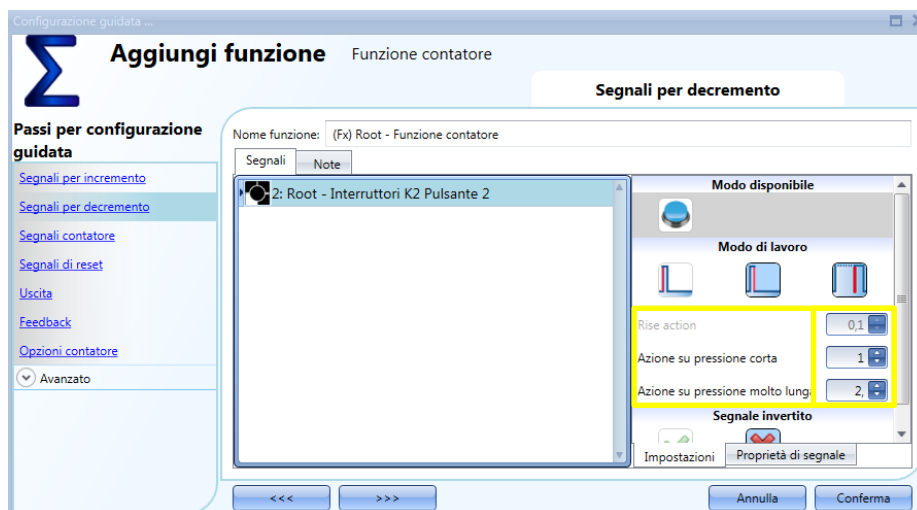 Configurazione guidata ...
Aggiungi funzione Funzione contatore
Segnali per decremento
Passi per configurazione guidata
Segnali per incremento
Segnali per decremento
Segnali contatore
Segnali di reset
Uscita
Feedback
Opzioni contatore
Avanzato
Nome funzione: (Fx) Root - Funzione contatore
Segnali Note
2: Root - Interruttori K2 Pulsante 2
Modo disponibile
Modo di lavoro
Rise action 0,1
Azione su pressione corta 1
Azione su pressione molto lung 2,
Segnale invertito
Impostazioni Proprietà di segnale
<<< >>> Annulla Conferma